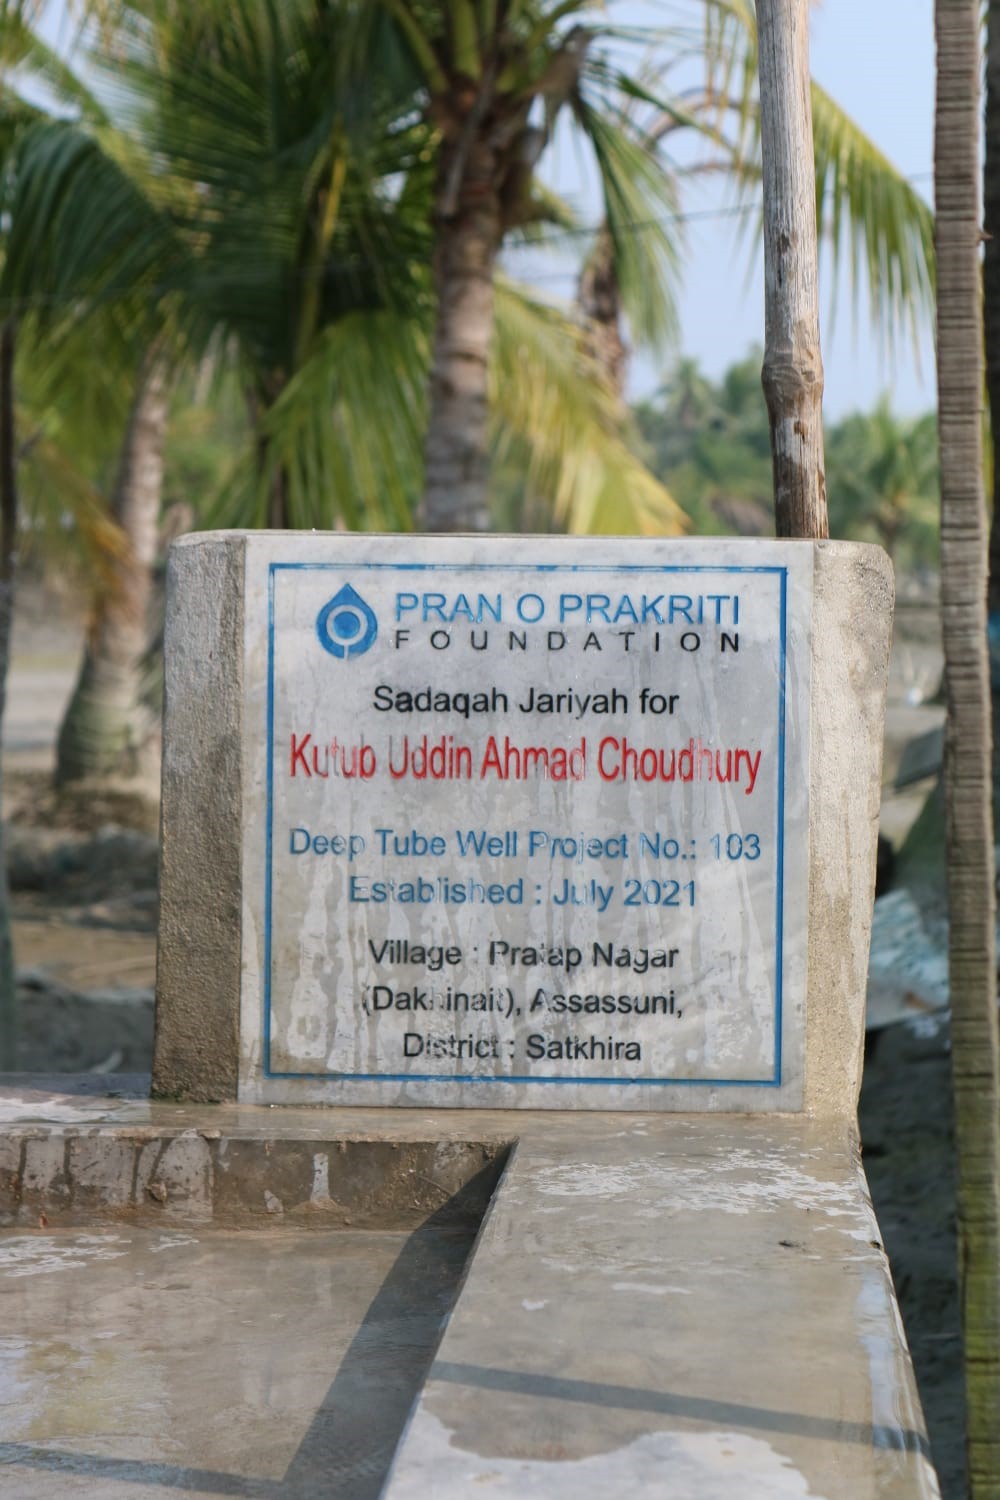 PRAN O PRAKRITI
FOUNDATION
Sadaqah Jariyah for
Kutub Uddin Ahmad Choudhury
Deep Tube Well Project No.: 103
Established : July 2021
Village : Pratap Nagar
(Dakhinait), Assassuni,
District : Satkhira